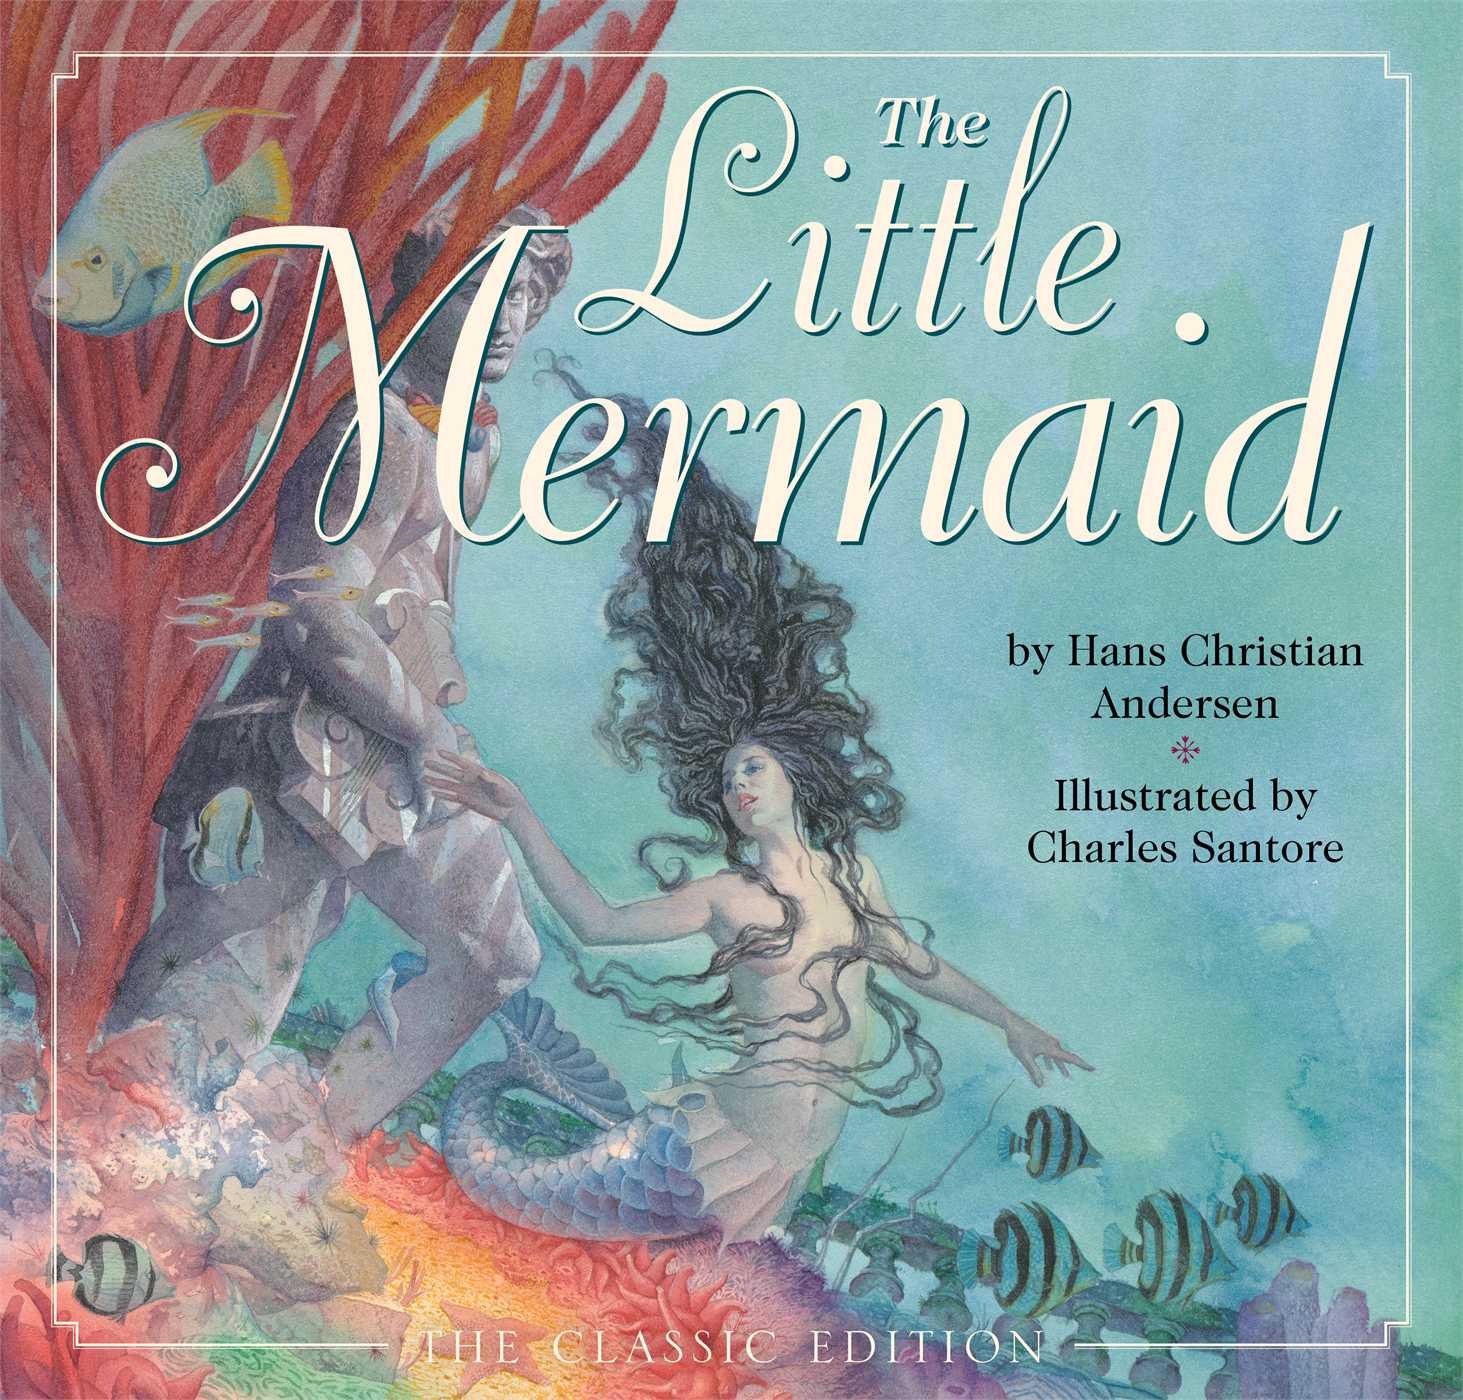 The
Little
Mermaid
by Hans Christian
Andersen
Illustrated by
Charles Santore
THE CLASSIC EDITION